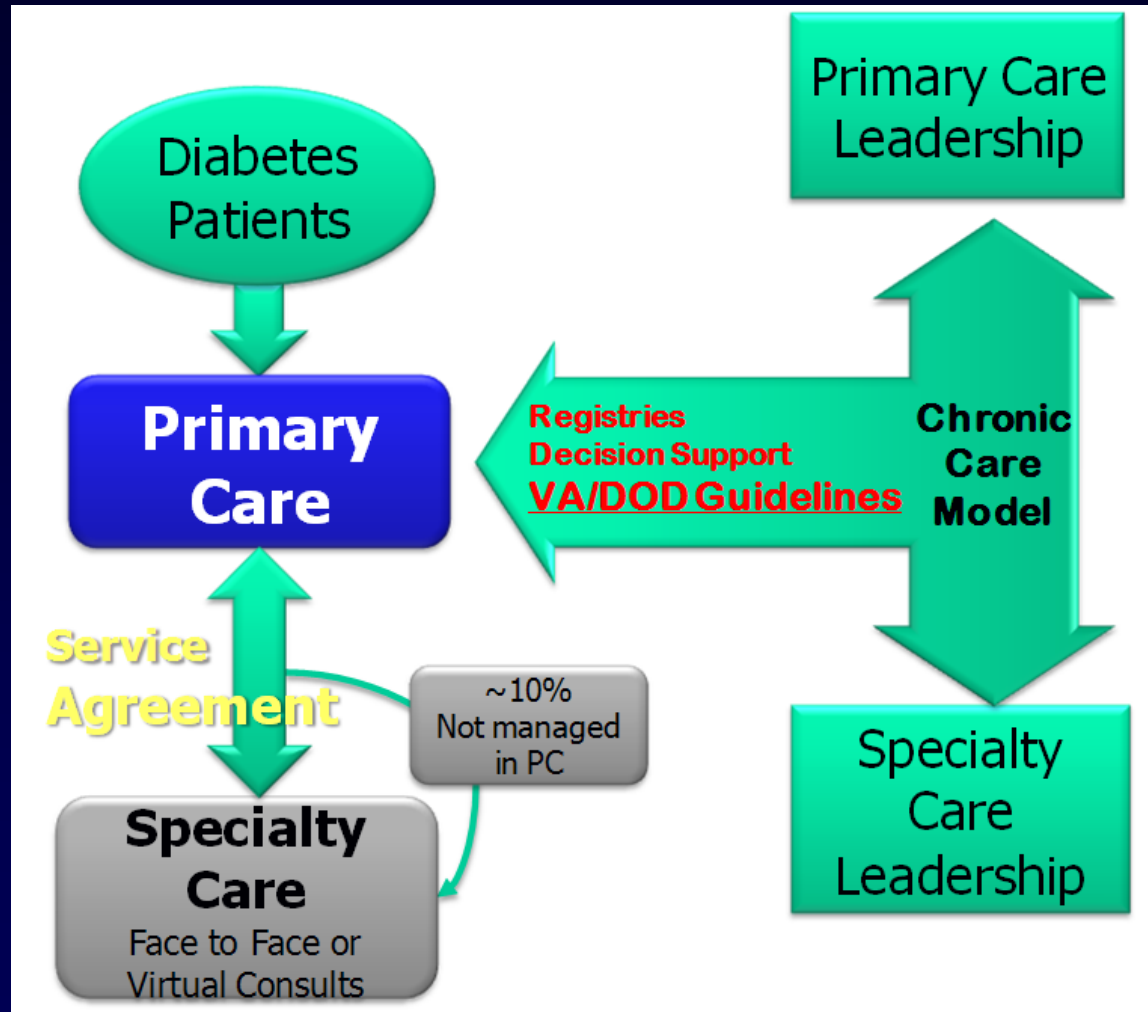 Diabetes
Patients
Primary Care
Leadership
Primary
Care
Registries
Decision Support
VA/DOD Guidelines
Chronic
Care
Model
Service
Agreement
~10%
Not managed
in PC
Specialty
Care
Face to Face or
Virtual Consults
Specialty
Care
Leadership